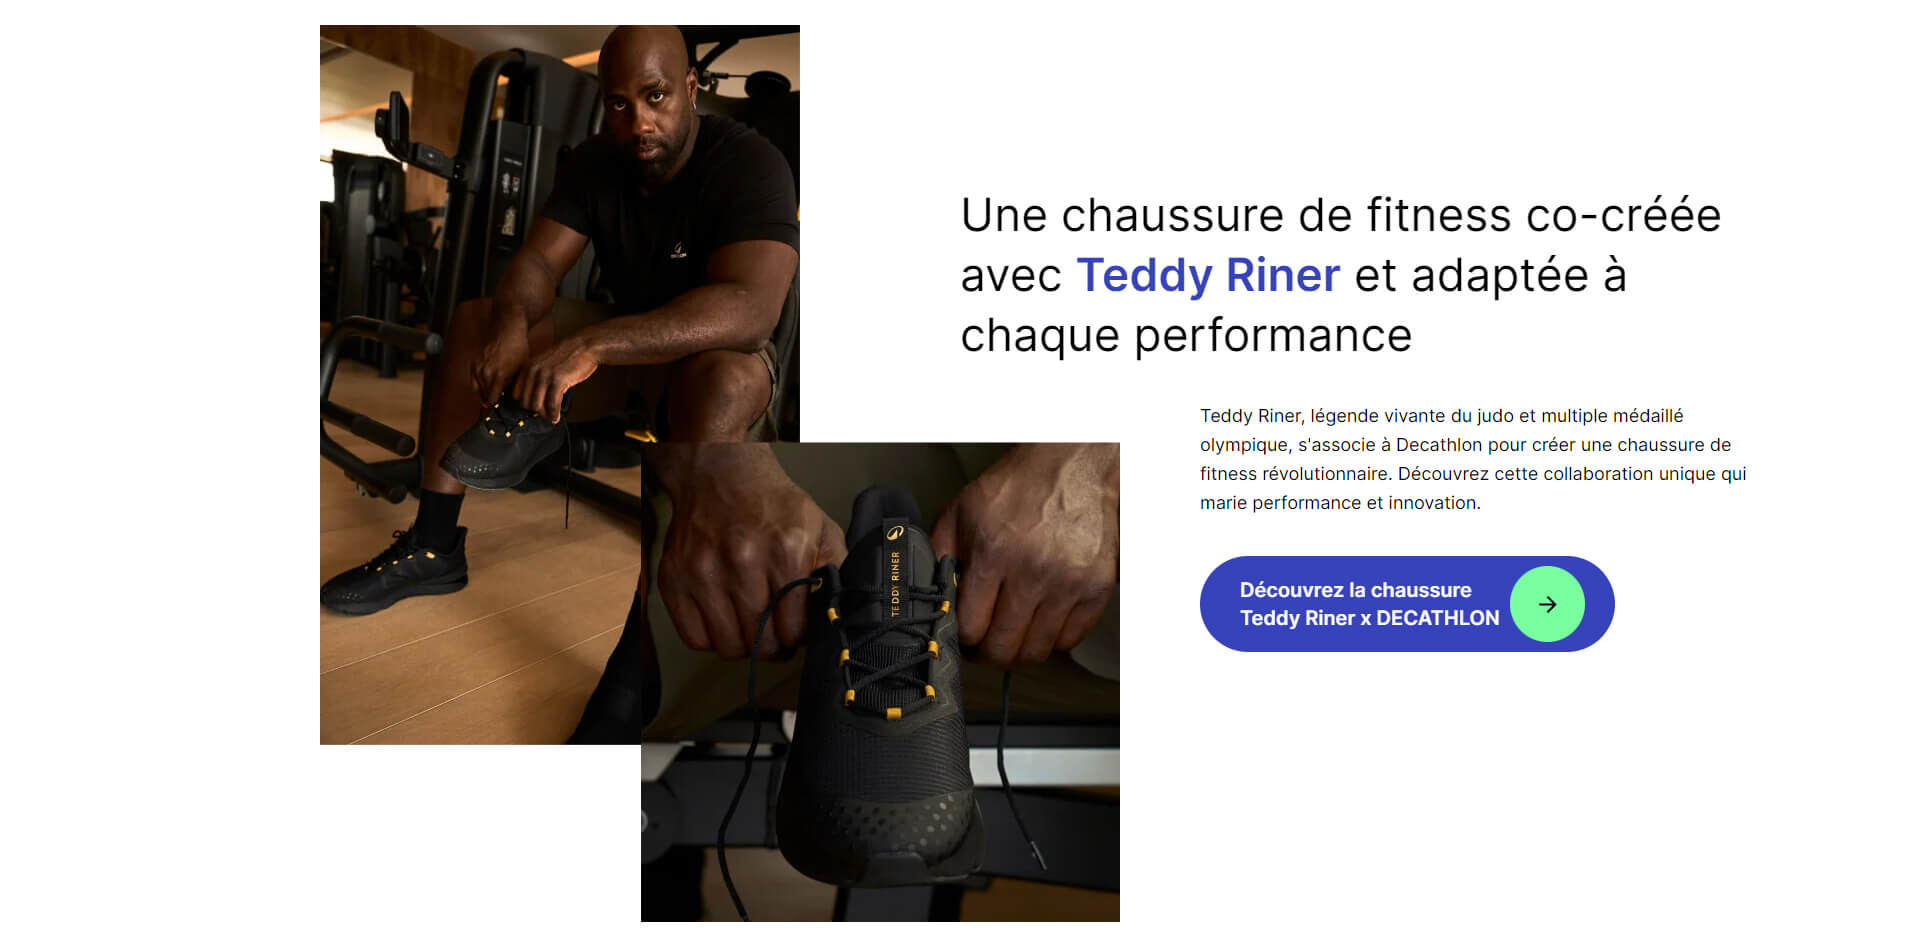 Une chaussure de fitness co-créée
avec Teddy Riner et adaptée à
chaque performance
Teddy Riner, légende vivante du judo et multiple médaillé
olympique, s'associe à Decathlon pour créer une chaussure de
fitness révolutionnaire. Découvrez cette collaboration unique qui
marie performance et innovation.
Découvrez la chaussure
Teddy Riner x DECATHLON
TEDDY RINER